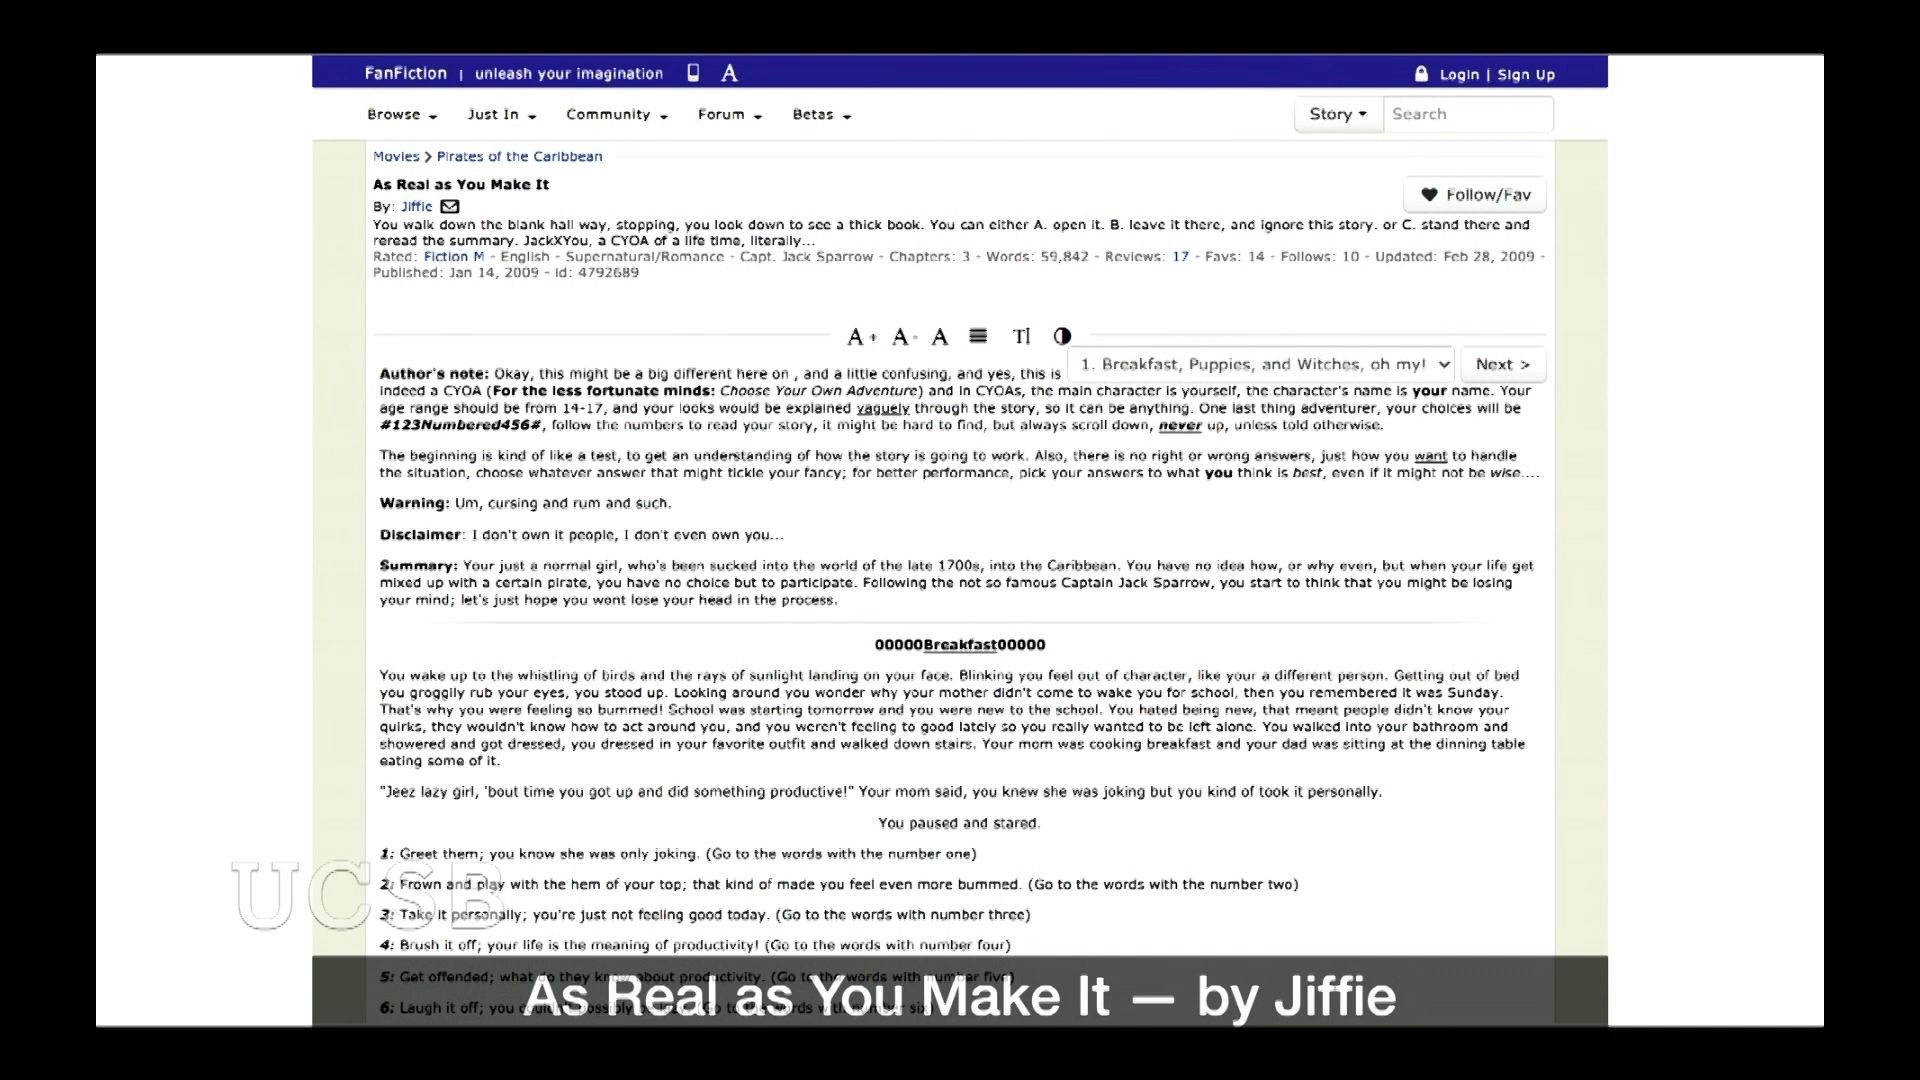 FanFiction | unleash your imagination A
Login | Sign Up
Browse Just In Community Forum Betas
Story Search
Movies > Pirates of the Caribbean
As Real as You Make It
Follow/Fav
By: Jiffie
You walk down the blank hall way, stopping, you look down to see a thick book. You can either A. open it. B. leave it there, and ignore this story. or C. stand there and
reread the summary. JackXYou, a CYOA of a life time, literally...
Rated: Fiction M - English - Supernatural/Romance - Capt. Jack Sparrow - Chapters: 3 - Words: 59,842 - Reviews: 17 - Favs: 14 - Follows: 10 - Updated: Feb 28, 2009 -
Published: Jan 14, 2009 - id: 4792689
A+ A- A T
1. Breakfast, Puppies, and Witches, oh my! Next >
Author's note: Okay, this might be a big different here on , and a little confusing, and yes, this is
indeed a CYOA (For the less fortunate minds: Choose Your Own Adventure) and in CYOAs, the main character is yourself, the character's name is your name. Your
age range should be from 14-17, and your looks would be explained vaguely through the story, so it can be anything. One last thing adventurer, your choices will be
#123Numbered456#, follow the numbers to read your story, it might be hard to find, but always scroll down, never up, unless told otherwise.
The beginning is kind of like a test, to get an understanding of how the story is going to work. Also, there is no right or wrong answers, just how you want to handle
the situation, choose whatever answer that might tickle your fancy; for better performance, pick your answers to what you think is best, even if it might not be wise....
Warning: Um, cursing and rum and such.
Disclaimer: I don't own it people, I don't even own you...
Summary: Your just a normal girl, who's been sucked into the world of the late 1700s, into the Caribbean. You have no idea how, or why even, but when your life get
mixed up with a certain pirate, you have no choice but to participate. Following the not so famous Captain Jack Sparrow, you start to think that you might be losing
your mind; let's just hope you wont lose your head in the process.
00000Breakfast00000
You wake up to the whistling of birds and the rays of sunlight landing on your face. Blinking you feel out of character, like your a different person. Getting out of bed
you groggily rub your eyes, you stood up. Looking around you wonder why your mother didn't come to wake you for school, then you remembered it was Sunday.
That's why you were feeling so bummed! School was starting tomorrow and you were new to the school. You hated being new, that meant people didn't know your
quirks, they wouldn't know how to act around you, and you weren't feeling to good lately so you really wanted to be left alone. You walked into your bathroom and
showered and got dressed, you dressed in your favorite outfit and walked down stairs. Your mom was cooking breakfast and your dad was sitting at the dinning table
eating some of it.
"Jeez lazy girl, 'bout time you got up and did something productive!" Your mom said, you knew she was joking but you kind of took it personally.
You paused and stared.
1: Greet them; you know she was only joking. (Go to the words with the number one)
2: Frown and play with the hem of your top; that kind of made you feel even more bummed. (Go to the words with the number two)
3: Take it personally; you're just not feeling good today. (Go to the words with number three)
UCSB
4: Brush it off; your life is the meaning of productivity! (Go to the words with number four)
5: Get offended; what do they know about productivity. (Go to the words with number five)
6: Laugh it off; you couldn't possibly be lazy. (Go to the words with number six)
As Real as You Make It — by Jiffie